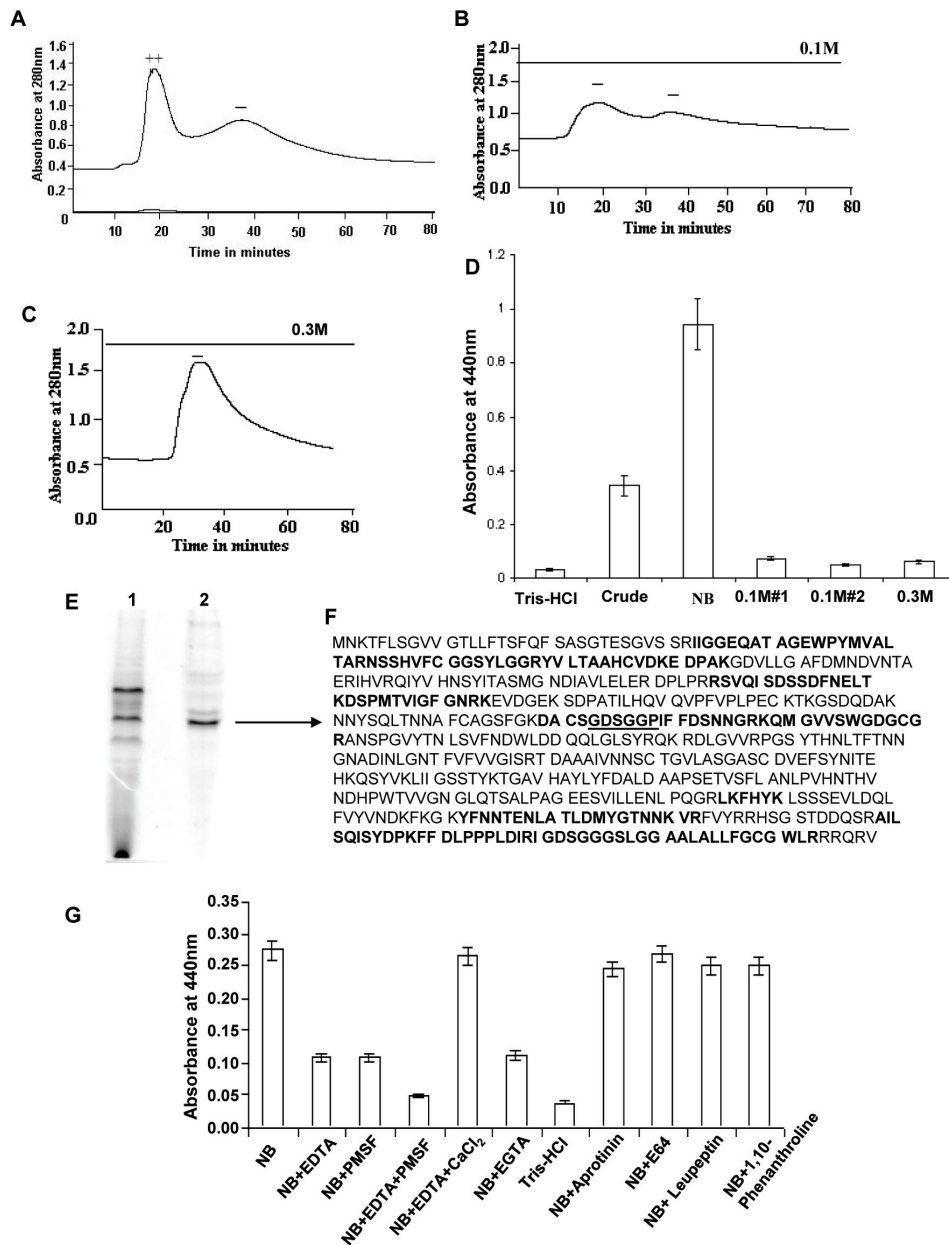 A
Absorbance at 280nm
1.6
1.4
1.2
1.0
0.8
0.6
0.4
0.2
0
10 20 30 40 50 60 70 80
Time in minutes
B
Absorbance at 280nm
2.0
1.5
1.0
0.5
0.0
0.1M
10 20 30 40 50 60 70 80
Time in minutes
C
Absorbance at 280nm
2.0
1.5
1.0
0.5
0.0
0.3M
20 40 60 80
Time in minutes
D
Absorbance at 440nm
1.2
1
0.8
0.6
0.4
0.2
0
Tris-HCl Crude NB 0.1M#1 0.1M#2 0.3M
E
1 2
F
MNKTFLSGVV GTLLFTSFQF SASGTESGVS SRIIGGEQAT AGEWPYMVAL
TARNSSHVFC GGSYLGGRYV LTAAHCVDKE DPAKGDVLLG AFDMNDVNTA
ERIHVRQIYV HNSYITASMG NDIAVLELER DPLPRRSVQI SDSSDFNELT
KDSPMTVIGF GNRKEVDGEK SDPATILHQV QVPFVPLPEC KTKGSDQDAK
NNYSQLTNNA FCAGSFGKDA CSGDSGGPIF FDSNNGRKQM GVVSWGDGCG
RANSPGVYTN LSVFNDWLDD QQLGLSYRQK RDLGVVRPGS YTHNLTFTNN
GNADINLGNT FVFVVGISRT DAAAIVNNSC TGVLASGASC DVEFSYNITE
HKQSYVKLII GSSTYKTGAV HAYLYFDALD AAPSETVSFL ANLPVHNTHV
NDHPWTVVGN GLQTSALPAG EESVILLENL PQGRLKFHYK LSSSEVLDQL
FVYVNDKFKG KYFNNTENLA TLDMYGTNNK VRFVYRRHSG STDDQSRAIL
SQISYDPKFF DLPPPLDIRI GDSGGGSLGG AALALLFGCG WLRRRQRV
G
Absorbance at 440nm
0.35
0.30
0.25
0.20
0.15
0.10
0.05
0.00
NB
NB+EDTA
NB+PMSF
NB+EDTA+PMSF
NB+EDTA+CaCl₂
NB+EGTA
Tris-HCl
NB+Aprotinin
NB+E64
NB+ Leupeptin
NB+1,10-
Phenanthroline